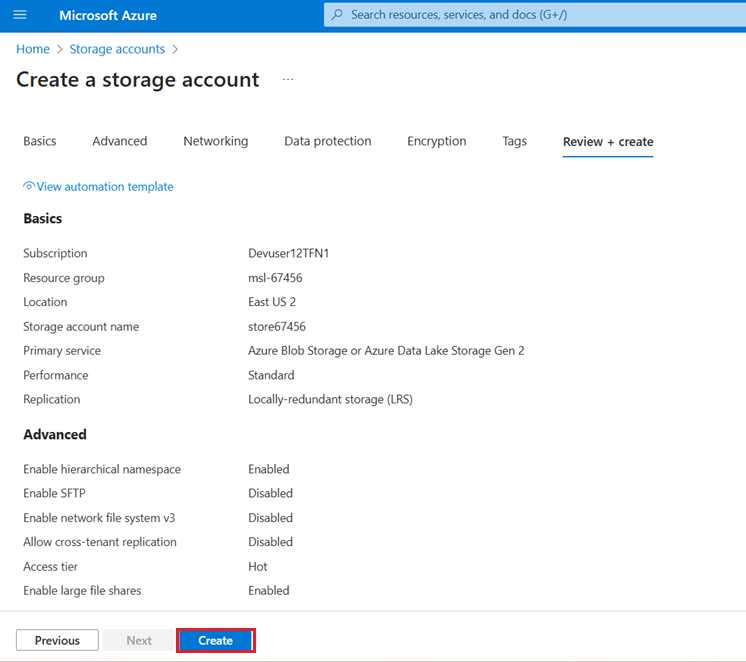 Microsoft Azure
Search resources, services, and docs (G+/)
Home > Storage accounts >
Create a storage account ...
Basics Advanced Networking Data protection Encryption Tags Review + create
View automation template
Basics
Subscription Devuser12TFN1
Resource group msl-67456
Location East US 2
Storage account name store67456
Primary service Azure Blob Storage or Azure Data Lake Storage Gen 2
Performance Standard
Replication Locally-redundant storage (LRS)
Advanced
Enable hierarchical namespace Enabled
Enable SFTP Disabled
Enable network file system v3 Disabled
Allow cross-tenant replication Disabled
Access tier Hot
Enable large file shares Enabled
Previous Next Create